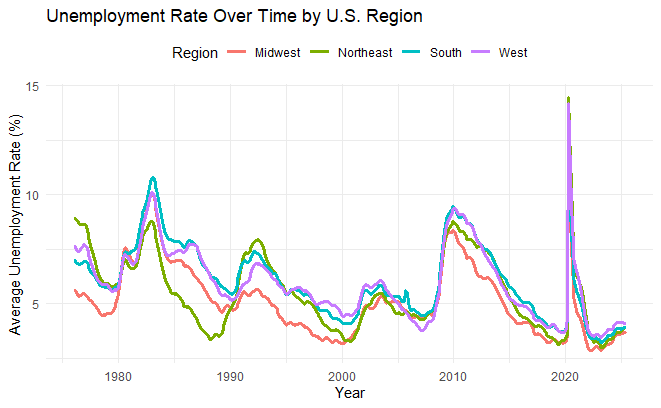 Unemployment Rate Over Time by U.S. Region
Region Midwest Northeast South West
Average Unemployment Rate (%)
15
10
5
1980 1990 2000 2010 2020
Year